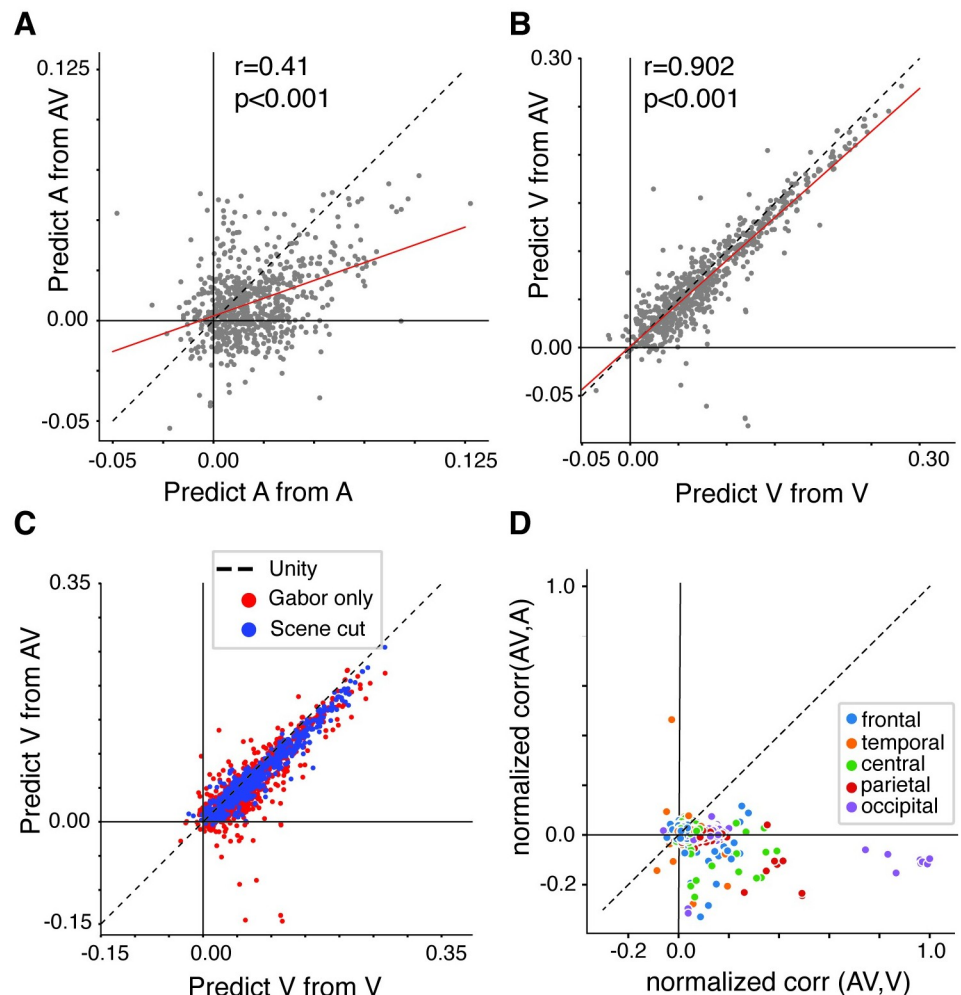 A
r=0.41
p<0.001
0.125
0.00
-0.05
Predict A from AV
-0.05
0.00
0.125
Predict A from A
B
r=0.902
p<0.001
0.30
0.00
-0.05
Predict V from AV
-0.05
0.00
0.30
Predict V from V
C
Unity
Gabor only
Scene cut
0.35
0.00
-0.15
Predict V from AV
-0.15
0.00
0.35
Predict V from V
D
1.0
0.0
-0.2
normalized corr(AV,A)
frontal
temporal
central
parietal
occipital
-0.2
0.0
1.0
normalized corr (AV,V)